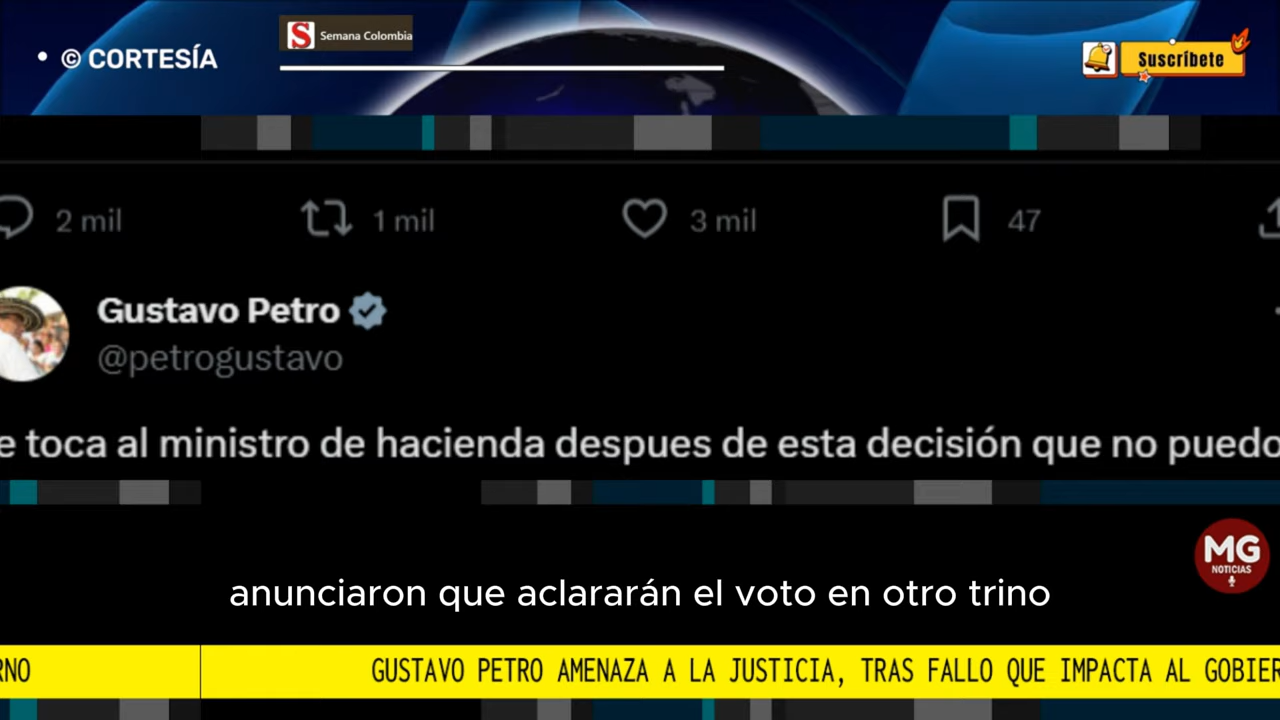 © CORTESÍA
S Semana Colombia
Suscríbete
2 mil
1 mil
3 mil
47
Gustavo Petro
@petrogustavo
e toca al ministro de hacienda despues de esta decisión que no puedo
MG
NOTICIAS
anunciaron que aclararán el voto en otro trino
RNO
GUSTAVO PETRO AMENAZA A LA JUSTICIA, TRAS FALLO QUE IMPACTA AL GOBIER